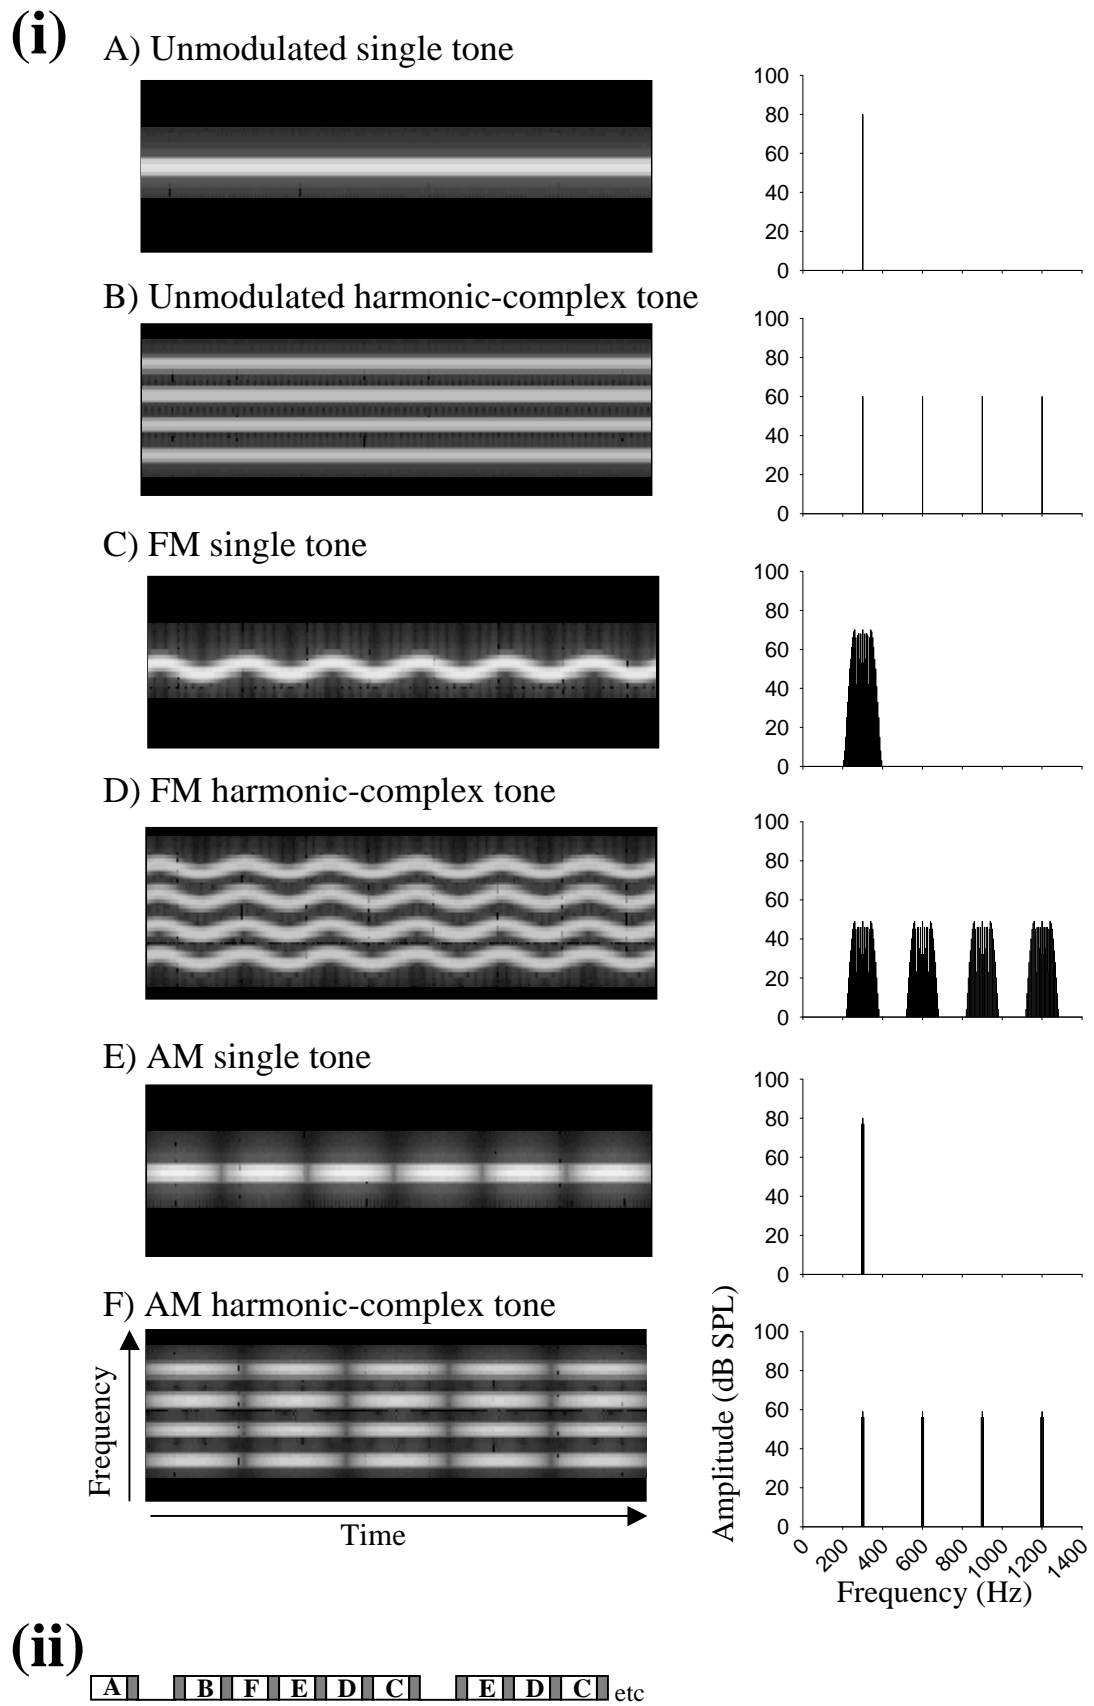 (i)
A) Unmodulated single tone
100
80
60
40
20
0
B) Unmodulated harmonic-complex tone
100
80
60
40
20
0
C) FM single tone
100
80
60
40
20
0
D) FM harmonic-complex tone
100
80
60
40
20
0
E) AM single tone
100
80
60
40
20
0
F) AM harmonic-complex tone
Frequency
Time
Amplitude (dB SPL)
100
80
60
40
20
0
0 200 400 600 800 1000 1200 1400
Frequency (Hz)
(ii)
A B F E D C E D C etc